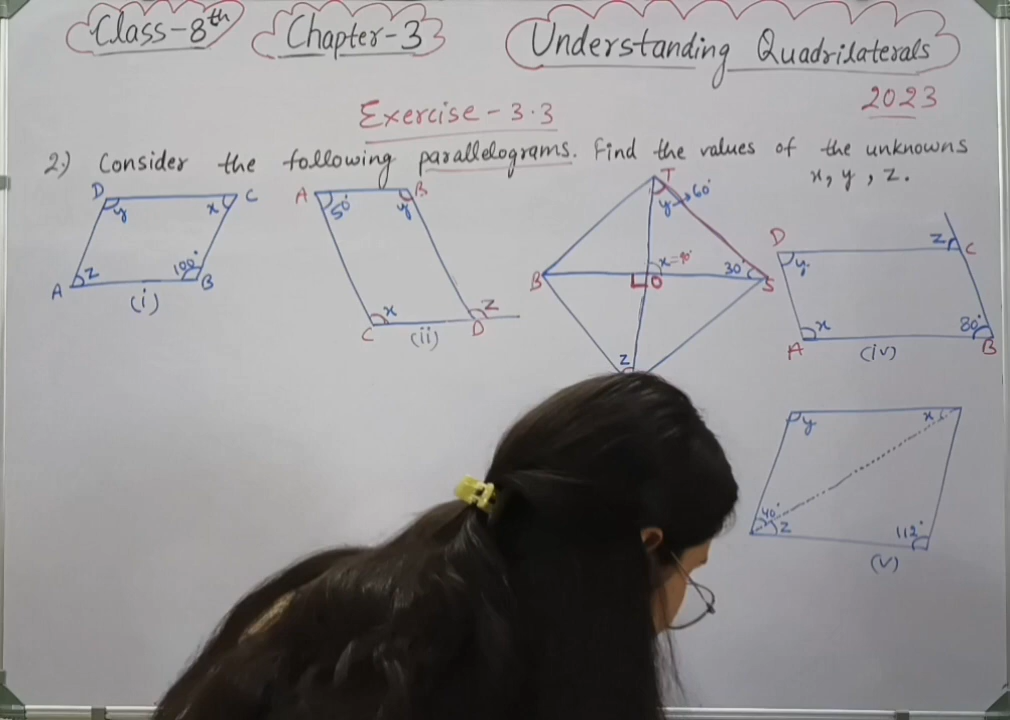 Class-8th Chapter-3 Understanding Quadrilaterals
2023
Exercise-3.3
2.) Consider the following parallelograms. Find the values of the unknowns
x, y, z.
D C
y x
z 100°
A B
(i)
A B
50° y
x z
C D
(ii)
T
y→60°
x=90°
B O 30° S
z
D z C
y
x 80°
A B
(iv)
y x
40° z 112°
(v)